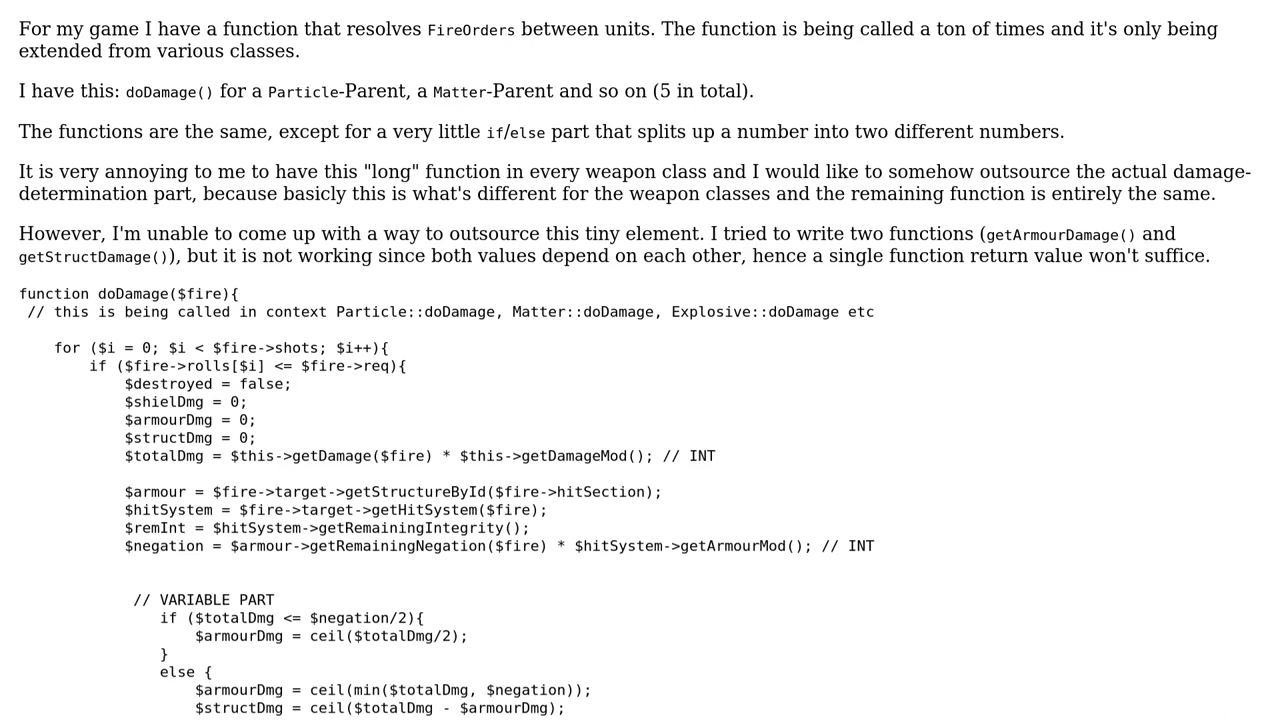 For my game I have a function that resolves FireOrders between units. The function is being called a ton of times and it's only being
extended from various classes.
I have this: doDamage() for a Particle-Parent, a Matter-Parent and so on (5 in total).
The functions are the same, except for a very little if/else part that splits up a number into two different numbers.
It is very annoying to me to have this "long" function in every weapon class and I would like to somehow outsource the actual damage-
determination part, because basicly this is what's different for the weapon classes and the remaining function is entirely the same.
However, I'm unable to come up with a way to outsource this tiny element. I tried to write two functions (getArmourDamage() and
getStructDamage()), but it is not working since both values depend on each other, hence a single function return value won't suffice.
function doDamage($fire){
 // this is being called in context Particle::doDamage, Matter::doDamage, Explosive::doDamage etc
    for ($i = 0; $i < $fire->shots; $i++){
        if ($fire->rolls[$i] <= $fire->req){
            $destroyed = false;
            $shielDmg = 0;
            $armourDmg = 0;
            $structDmg = 0;
            $totalDmg = $this->getDamage($fire) * $this->getDamageMod(); // INT
            $armour = $fire->target->getStructureById($fire->hitSection);
            $hitSystem = $fire->target->getHitSystem($fire);
            $remInt = $hitSystem->getRemainingIntegrity();
            $negation = $armour->getRemainingNegation($fire) * $hitSystem->getArmourMod(); // INT
             // VARIABLE PART
                if ($totalDmg <= $negation/2){
                    $armourDmg = ceil($totalDmg/2);
                }
                else {
                    $armourDmg = ceil(min($totalDmg, $negation));
                    $structDmg = ceil($totalDmg - $armourDmg);